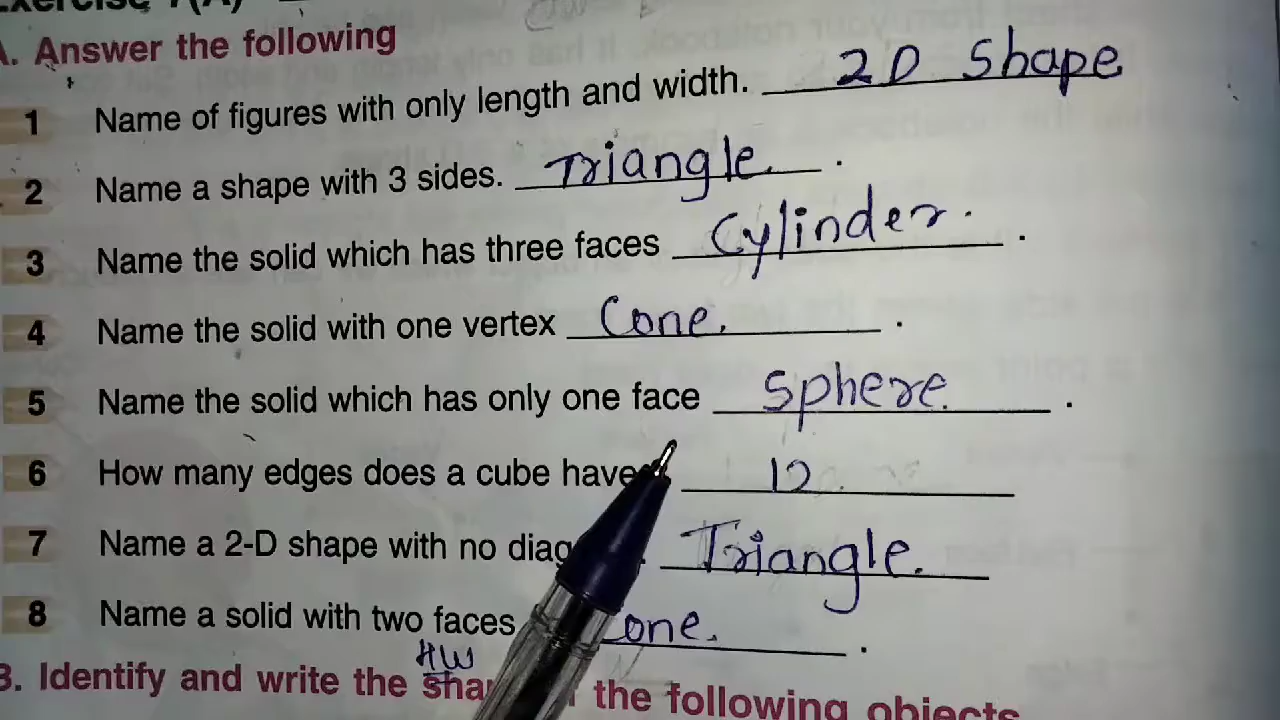 Exercise 7(A)
A. Answer the following
1 Name of figures with only length and width. 2D Shape
2 Name a shape with 3 sides. Triangle.
3 Name the solid which has three faces Cylinder.
4 Name the solid with one vertex Cone.
5 Name the solid which has only one face Sphere.
6 How many edges does a cube have 12
7 Name a 2-D shape with no Triangle.
8 Name a solid with two faces Cone.
HW
B. Identify and write the the following objects